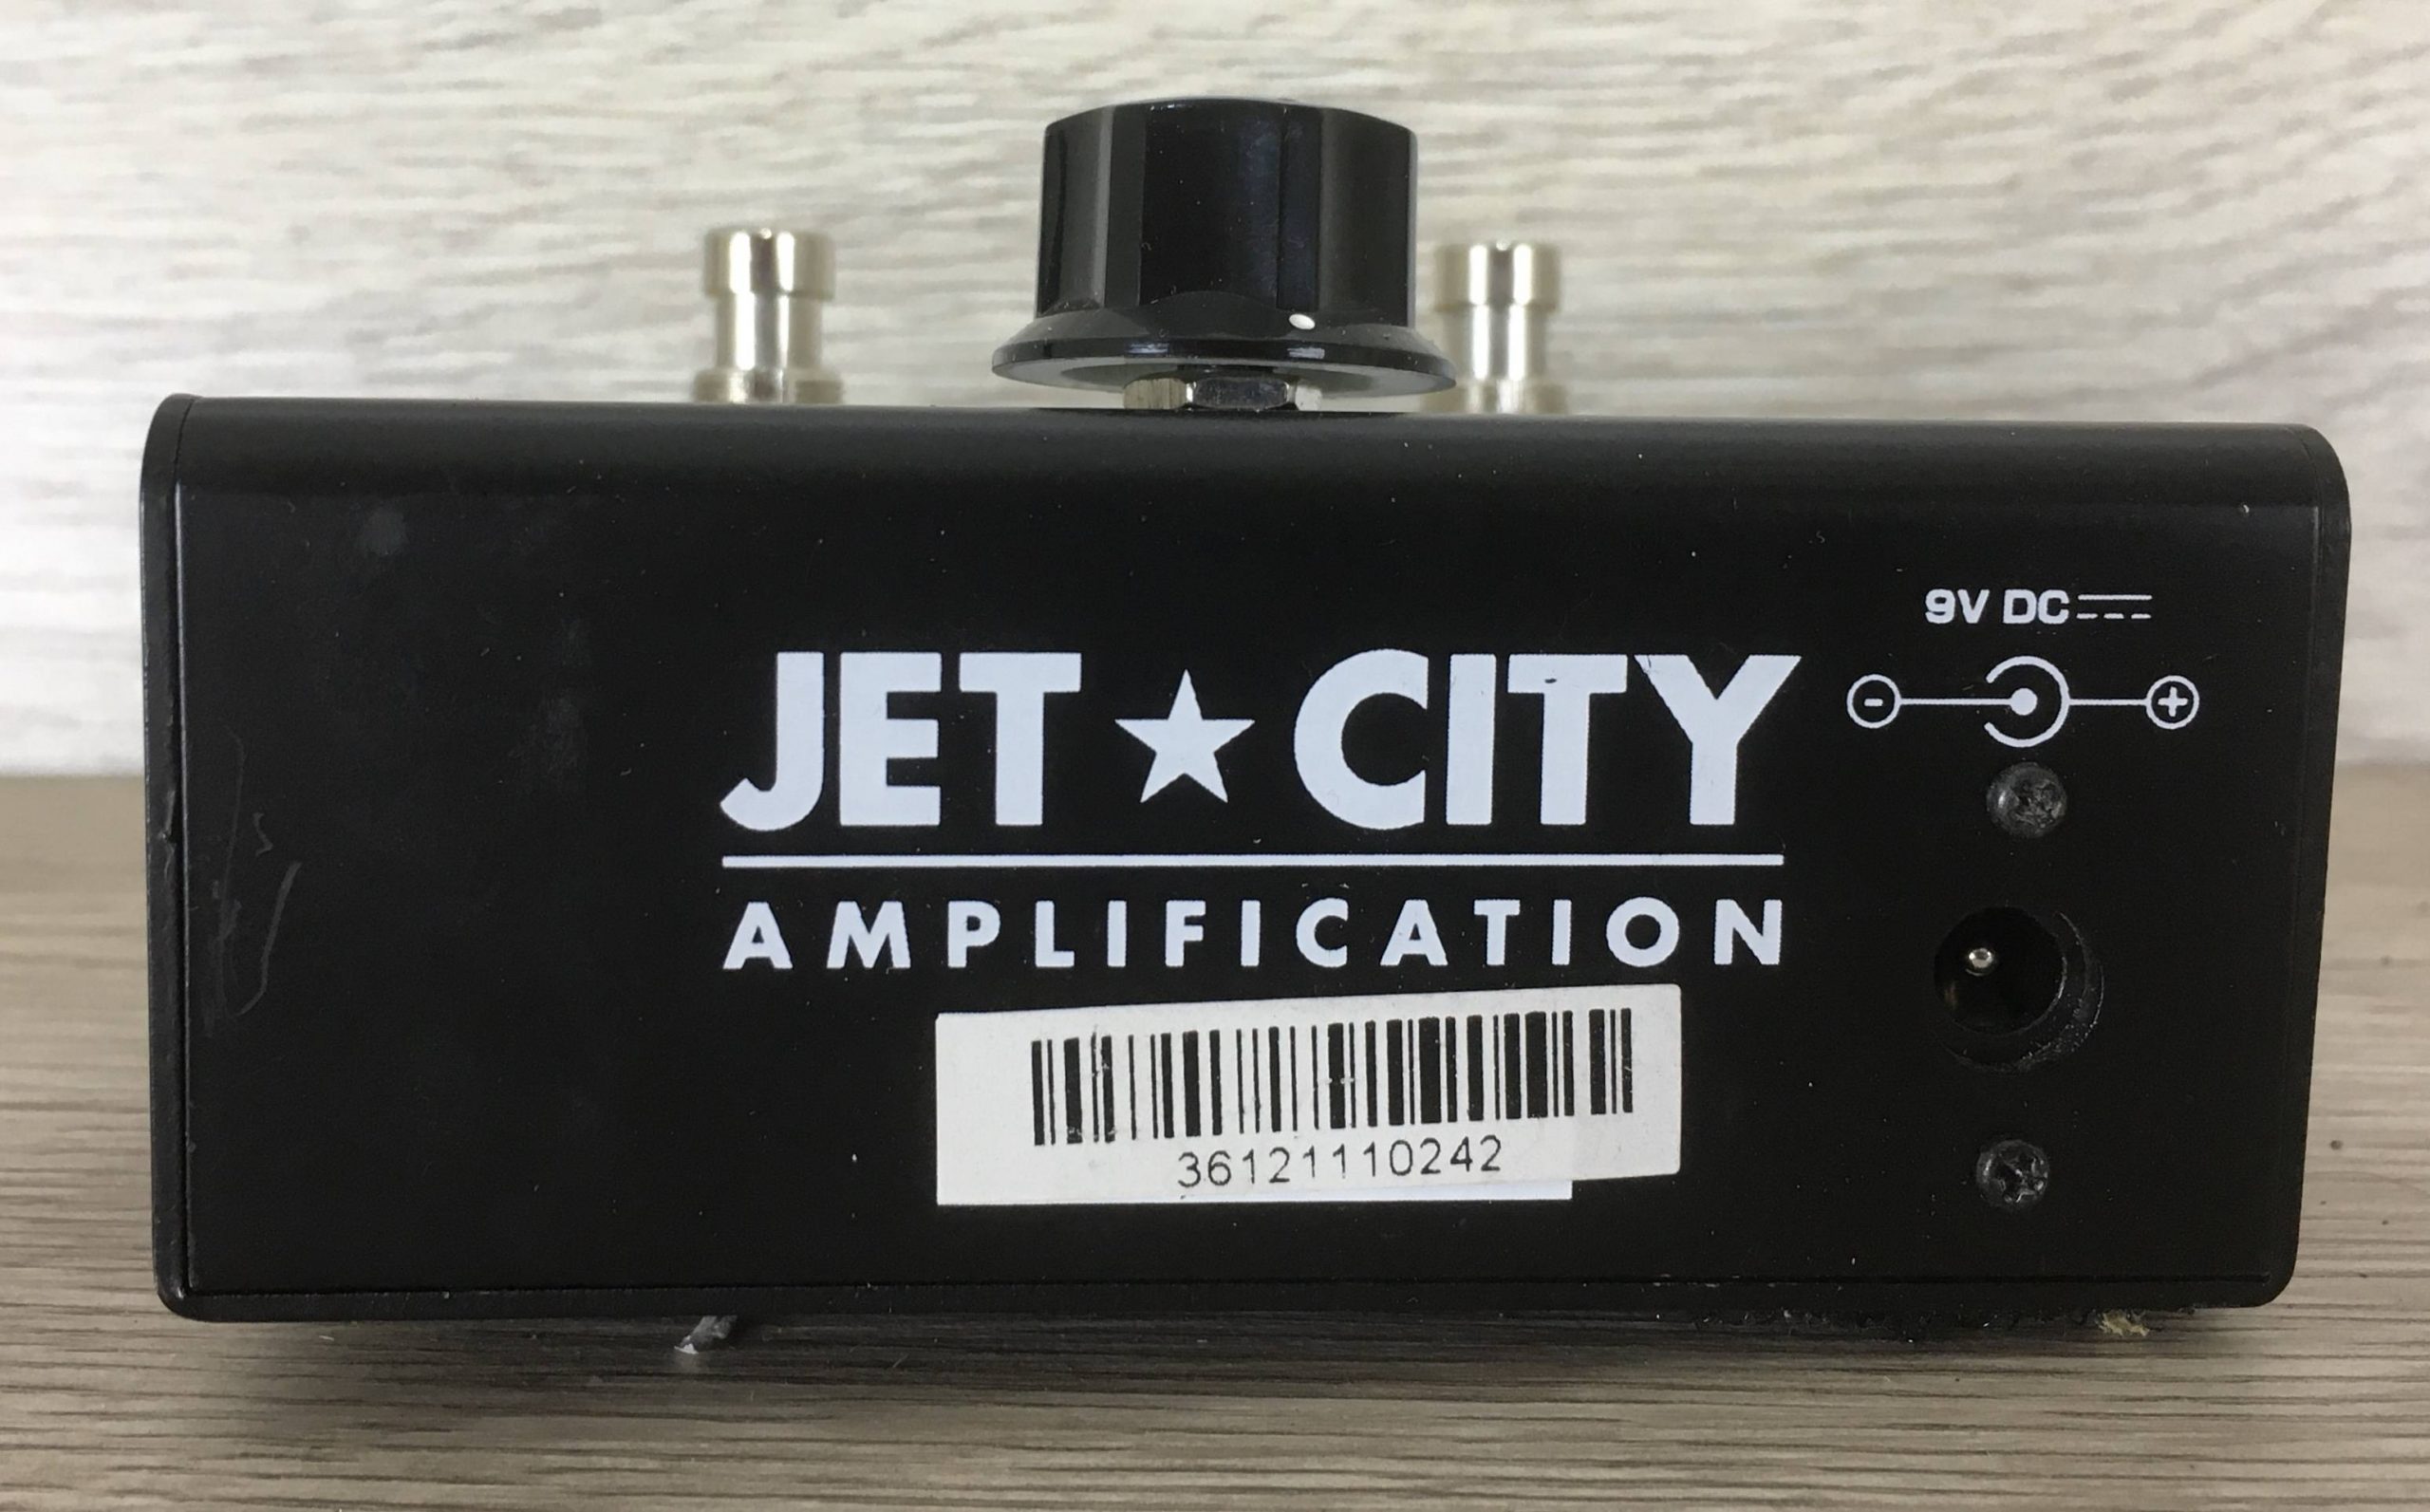 9V DC
JET★CITY
AMPLIFICATION
36121110242